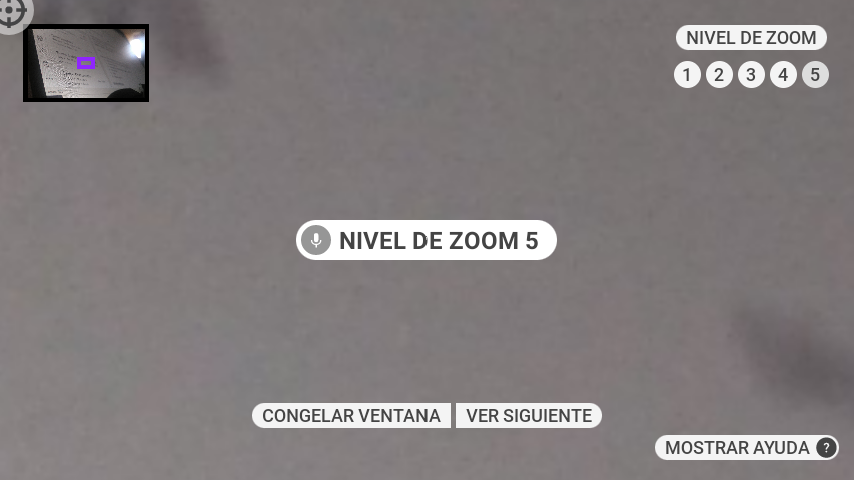 NIVEL DE ZOOM
1 2 3 4 5
NIVEL DE ZOOM 5
CONGELAR VENTANA
VER SIGUIENTE
MOSTRAR AYUDA ?